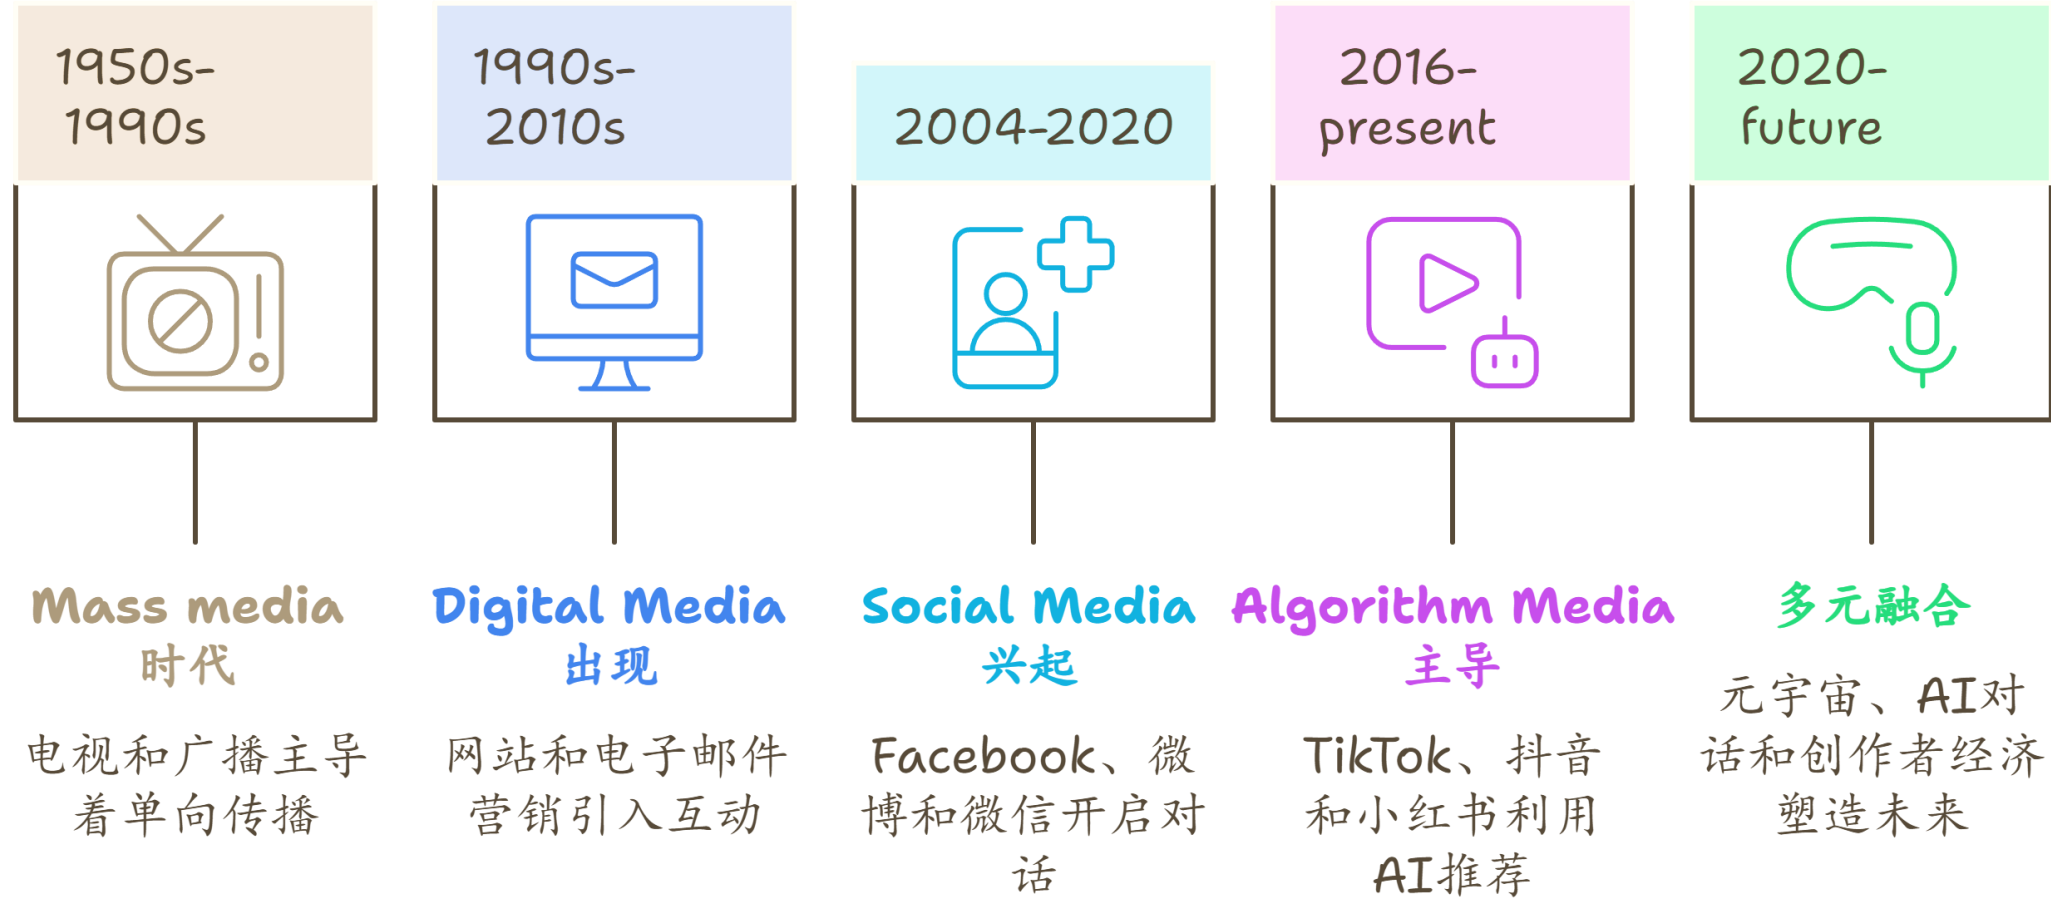 1950s-
1990s
1990s-
2010s
2004-2020
2016-
present
2020-
future
Mass media
时代
电视和广播主导
着单向传播
Digital Media
出现
网站和电子邮件
营销引入互动
Social Media
兴起
Facebook、微
博和微信开启对
话
Algorithm Media
主导
TikTok、抖音
和小红书利用
AI推荐
多元融合
元宇宙、AI对
话和创作者经济
塑造未来